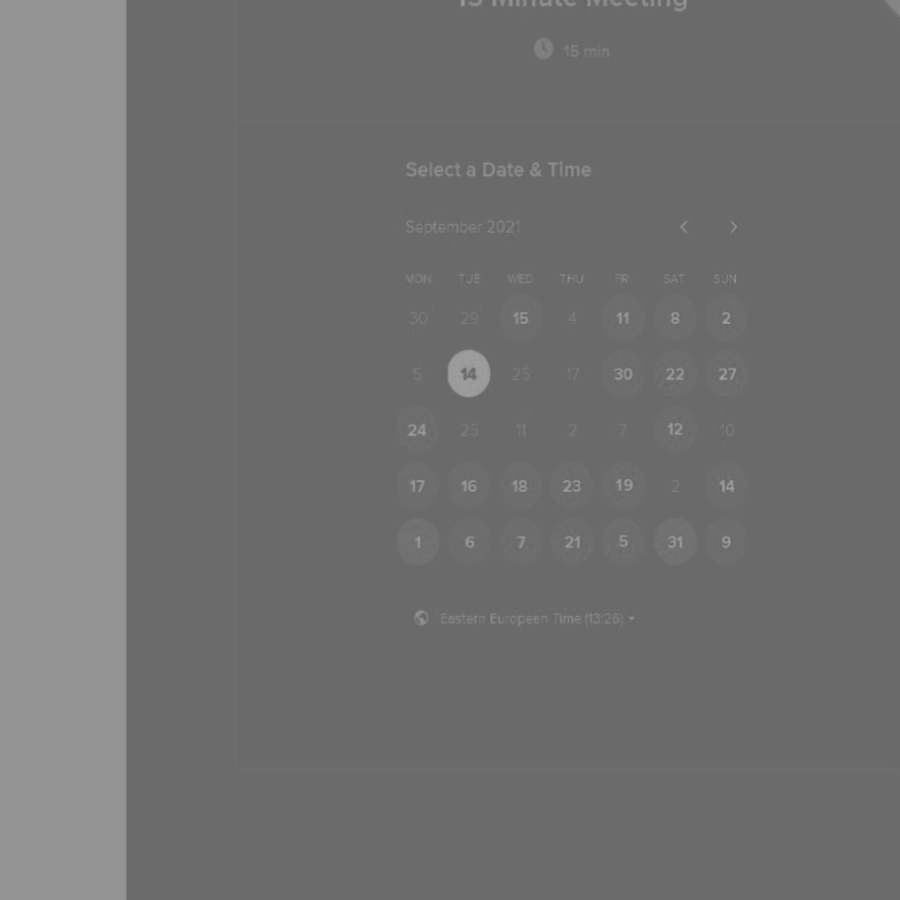 15 Minute Meeting
15 min
Select a Date & Time
September 2021
MON TUE WED THU FRI SAT SUN
30 29 15 4 11 8 2
5 14 25 17 30 22 27
24 25 11 2 7 12 10
17 16 18 23 19 2 14
1 6 7 21 5 31 9
Eastern European Time (13:26)